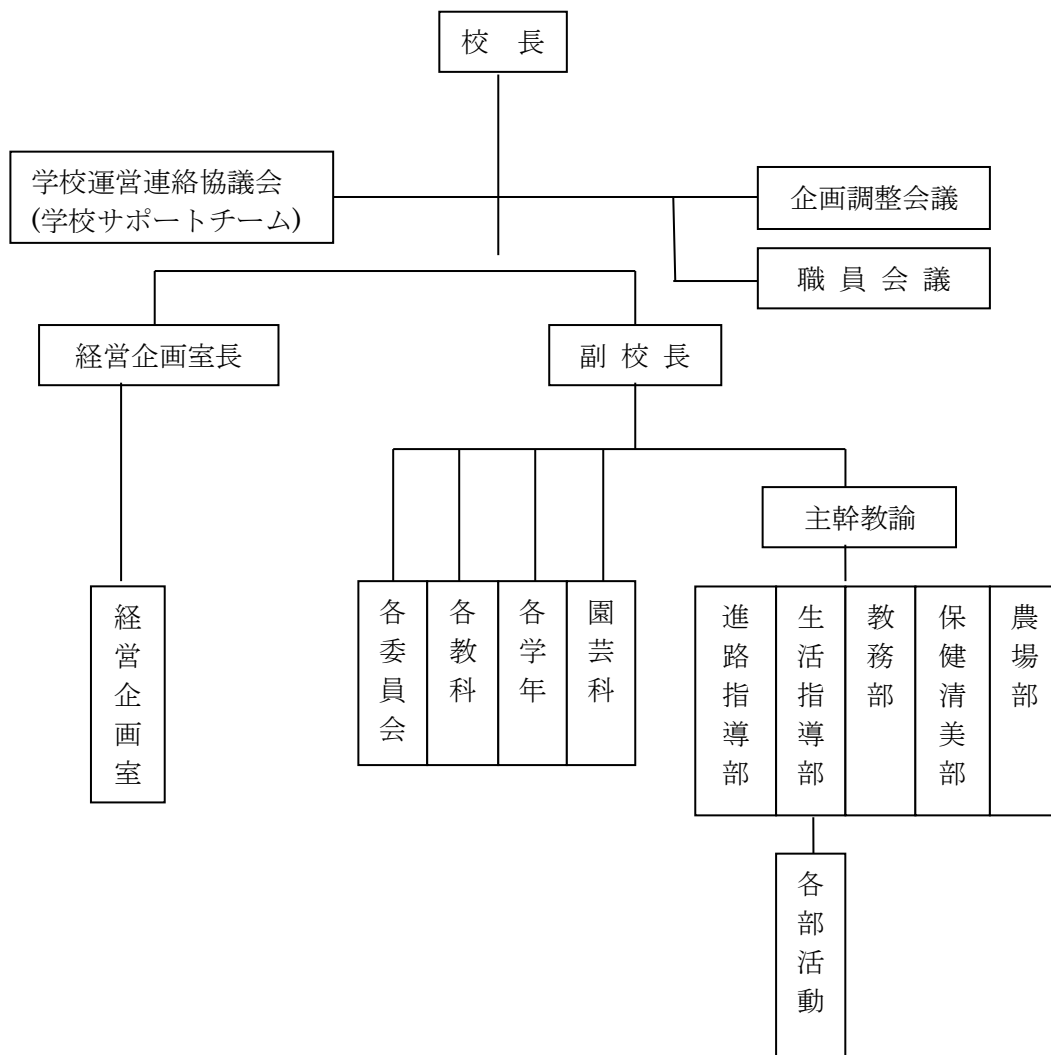 校　長
学校運営連絡協議会
(学校サポートチーム)
企画調整会議
職 員 会 議
経営企画室長
副 校 長
主幹教諭
経営企画室
各委員会
各教科
各学年
園芸科
進路指導部
生活指導部
教務部
保健清美部
農場部
各部活動